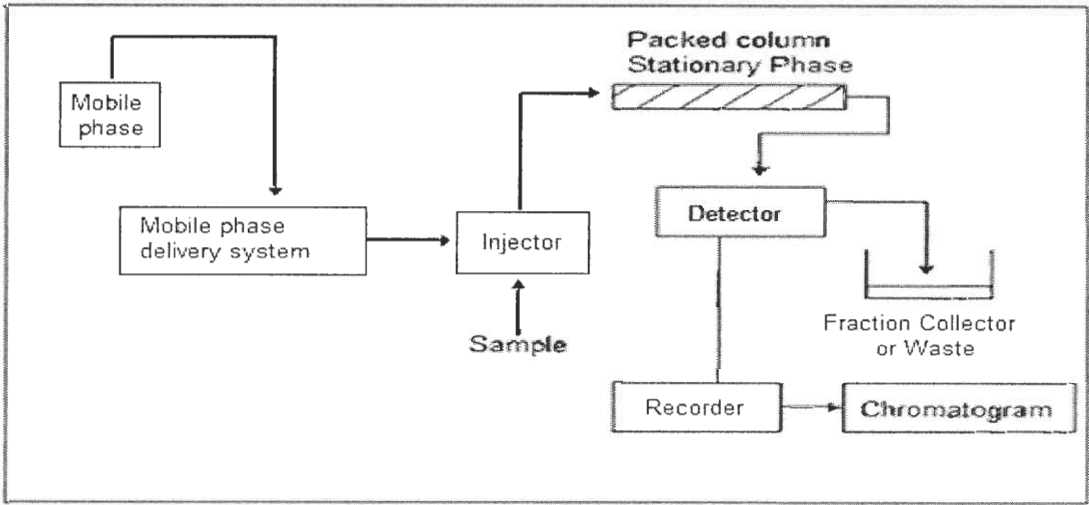 Packed column
Stationary Phase
Mobile
phase
Mobile phase
delivery system
Injector
Detector
Sample
Fraction Collector
or Waste
Recorder
Chromatogram